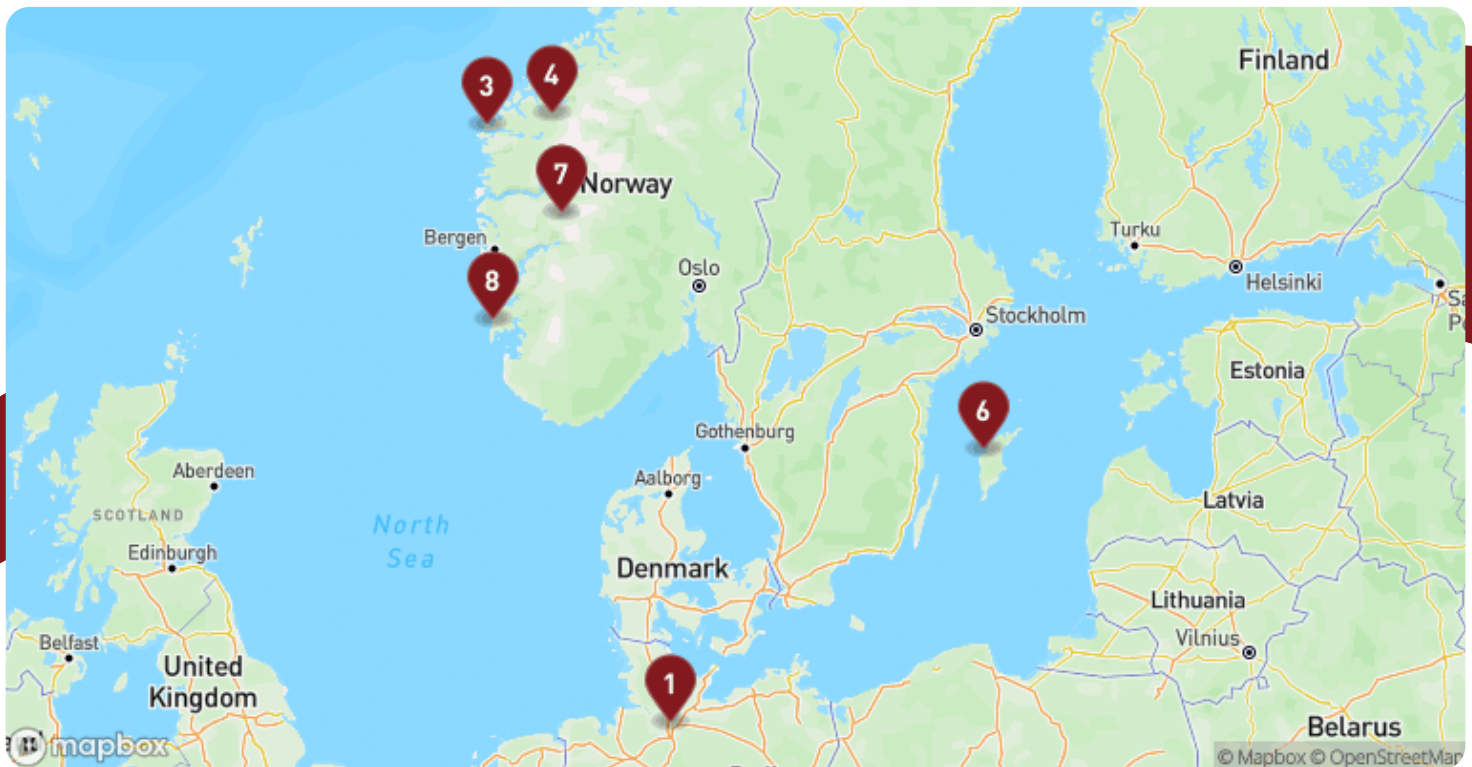 Finland
3
4
7
Norway
Turku
Bergen
Helsinki
Oslo
8
Stockholm
Estonia
6
Gothenburg
Aberdeen
Aalborg
Latvia
SCOTLAND
North
Sea
Edinburgh
Denmark
Lithuania
Belfast
Vilnius
United
Kingdom
1
Belarus
mapbox
© Mapbox © OpenStreetMap